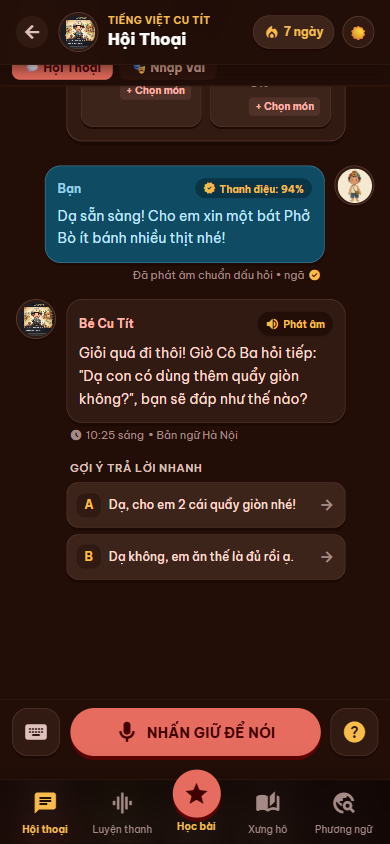 TIẾNG VIỆT CU TÍT
Hội Thoại
7 ngày
Hội Thoại
Nhập Vai
+ Chọn món
+ Chọn món
Bạn
Thanh điệu: 94%
Dạ sẵn sàng! Cho em xin một bát Phở
Bò ít bánh nhiều thịt nhé!
Đã phát âm chuẩn dấu hỏi • ngã
Bé Cu Tít
Phát âm
Giỏi quá đi thôi! Giờ Cô Ba hỏi tiếp:
"Dạ con có dùng thêm quẩy giòn
không?", bạn sẽ đáp như thế nào?
10:25 sáng • Bản ngữ Hà Nội
GỢI Ý TRẢ LỜI NHANH
A Dạ, cho em 2 cái quẩy giòn nhé!
B Dạ không, em ăn thế là đủ rồi ạ.
NHẤN GIỮ ĐỂ NÓI
?
Hội thoại
Luyện thanh
Học bài
Xưng hô
Phương ngữ